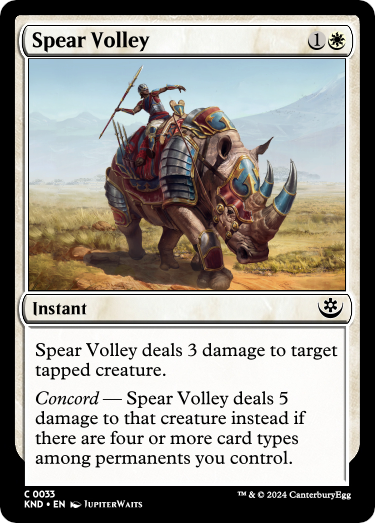 Spear Volley 1
Instant
Spear Volley deals 3 damage to target
tapped creature.
Concord — Spear Volley deals 5
damage to that creature instead if
there are four or more card types
among permanents you control.
C 0033
KND • EN JupiterWaits
™ & © 2024 CanterburyEgg